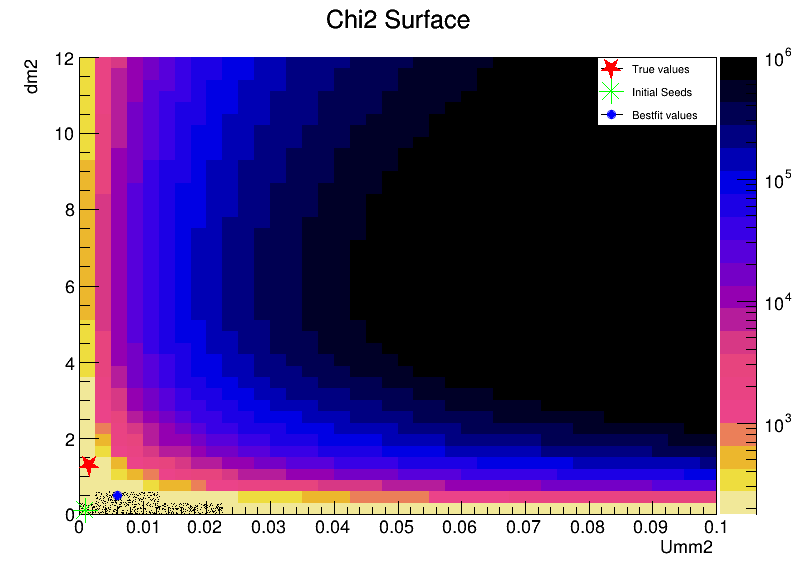 Chi2 Surface
dm2
12
10
8
6
4
2
0
True values
Initial Seeds
Bestfit values
10^6
10^5
10^4
10^3
0 0.01 0.02 0.03 0.04 0.05 0.06 0.07 0.08 0.09 0.1
Umm2